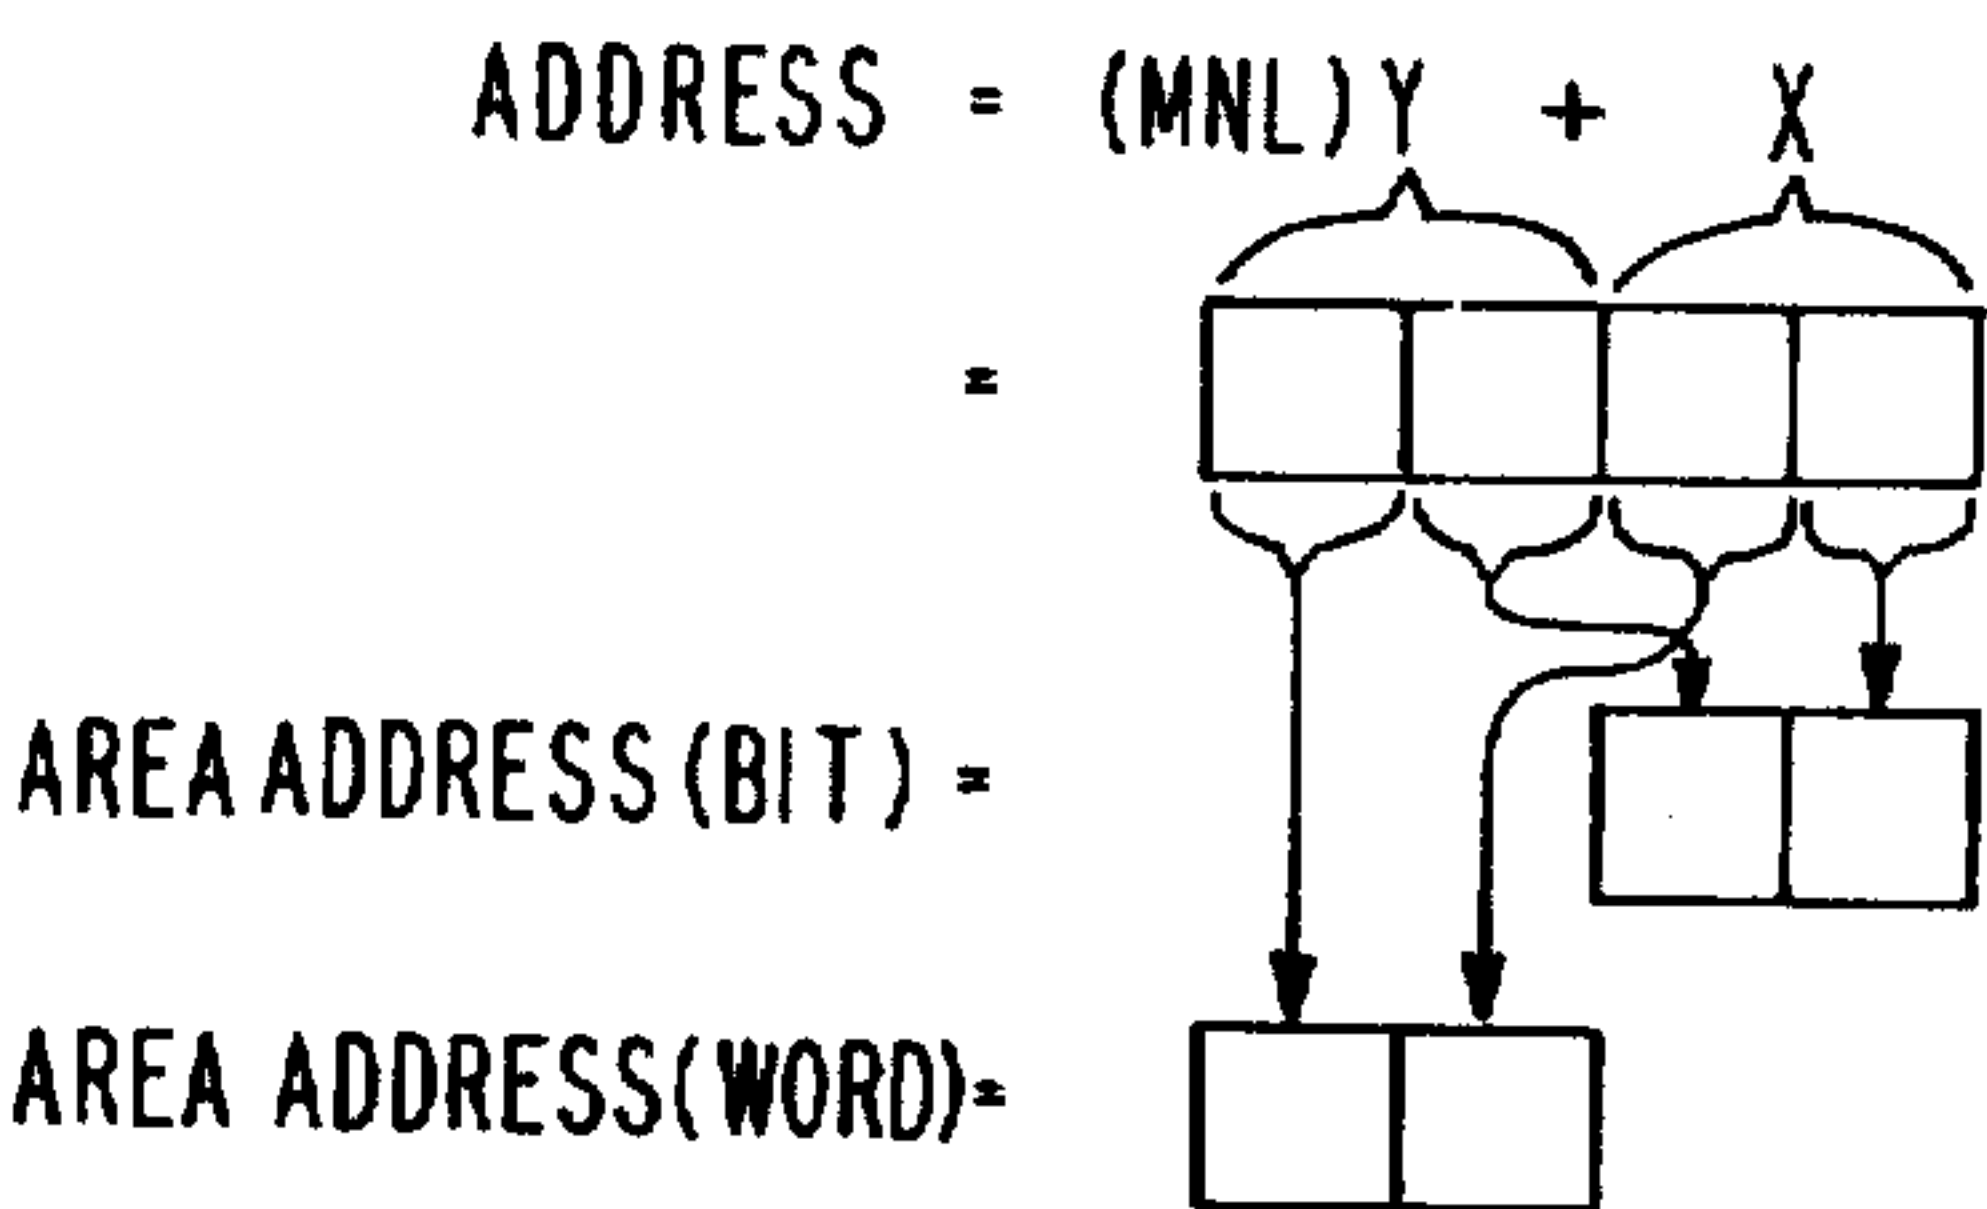 ADDRESS = (MNL)Y + X
=
AREA ADDRESS(BIT) =
AREA ADDRESS(WORD)=